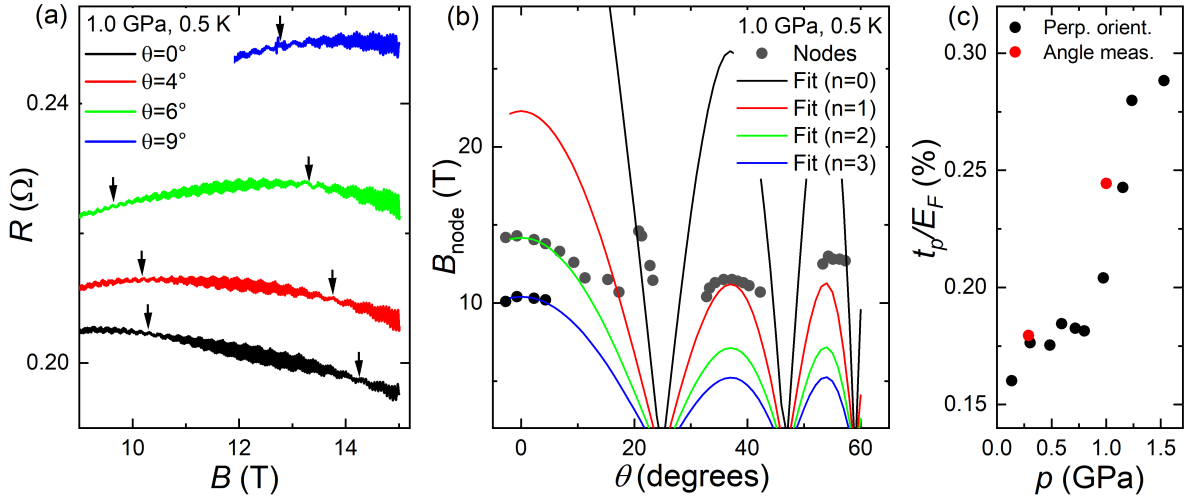 (a)
1.0 GPa, 0.5 K
θ=0°
θ=4°
θ=6°
θ=9°
0.24
0.20
R (Ω)
10
12
14
B (T)
(b)
1.0 GPa, 0.5 K
Nodes
Fit (n=0)
Fit (n=1)
Fit (n=2)
Fit (n=3)
20
10
Bnode (T)
0
20
40
60
θ (degrees)
(c)
Perp. orient.
Angle meas.
0.30
0.25
0.20
0.15
tp/EF (%)
0.0
0.5
1.0
1.5
p (GPa)